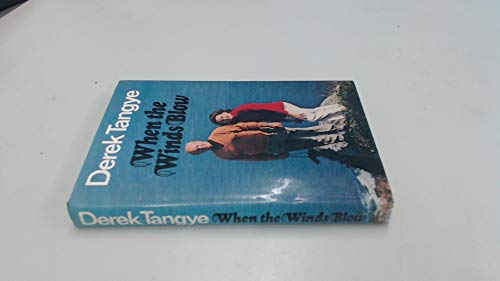 Derek Tangye
When the
Winds Blow
Derek Tangye When the Winds Blow